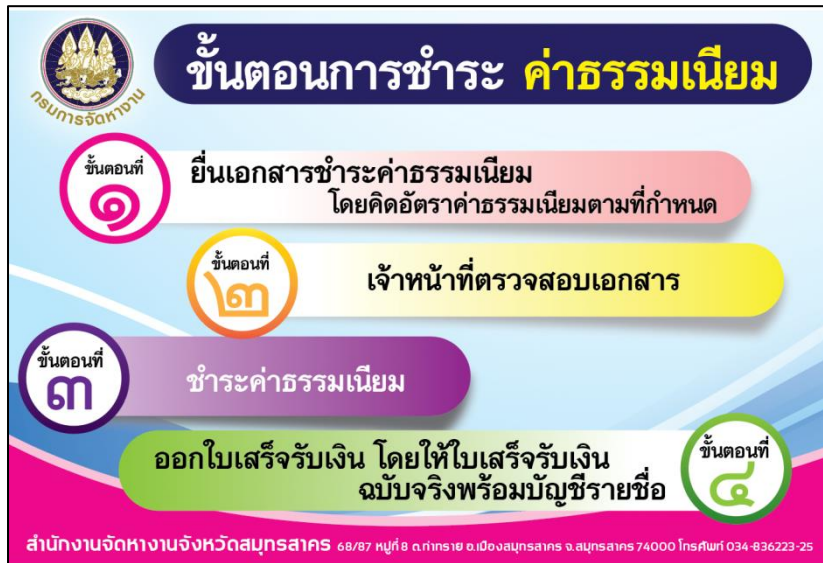 กรมการจัดหางาน
ขั้นตอนการชำระ ค่าธรรมเนียม
ขั้นตอนที่
๑
ยื่นเอกสารชำระค่าธรรมเนียม
โดยคิดอัตราค่าธรรมเนียมตามที่กำหนด
ขั้นตอนที่
๒
เจ้าหน้าที่ตรวจสอบเอกสาร
ขั้นตอนที่
๓
ชำระค่าธรรมเนียม
ออกใบเสร็จรับเงิน โดยให้ใบเสร็จรับเงิน
ฉบับจริงพร้อมบัญชีรายชื่อ
ขั้นตอนที่
๔
สำนักงานจัดหางานจังหวัดสมุทรสาคร 68/87 หมู่ที่ 8 ต.ท่าทราย อ.เมืองสมุทรสาคร จ.สมุทรสาคร 74000 โทรศัพท์ 034-836223-25